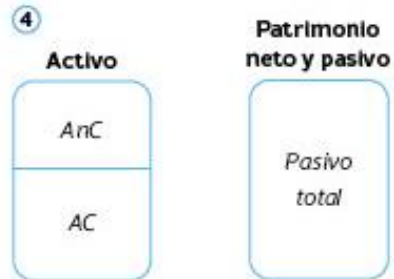 4
Activo
AnC
AC
Patrimonio
neto y pasivo
Pasivo
total